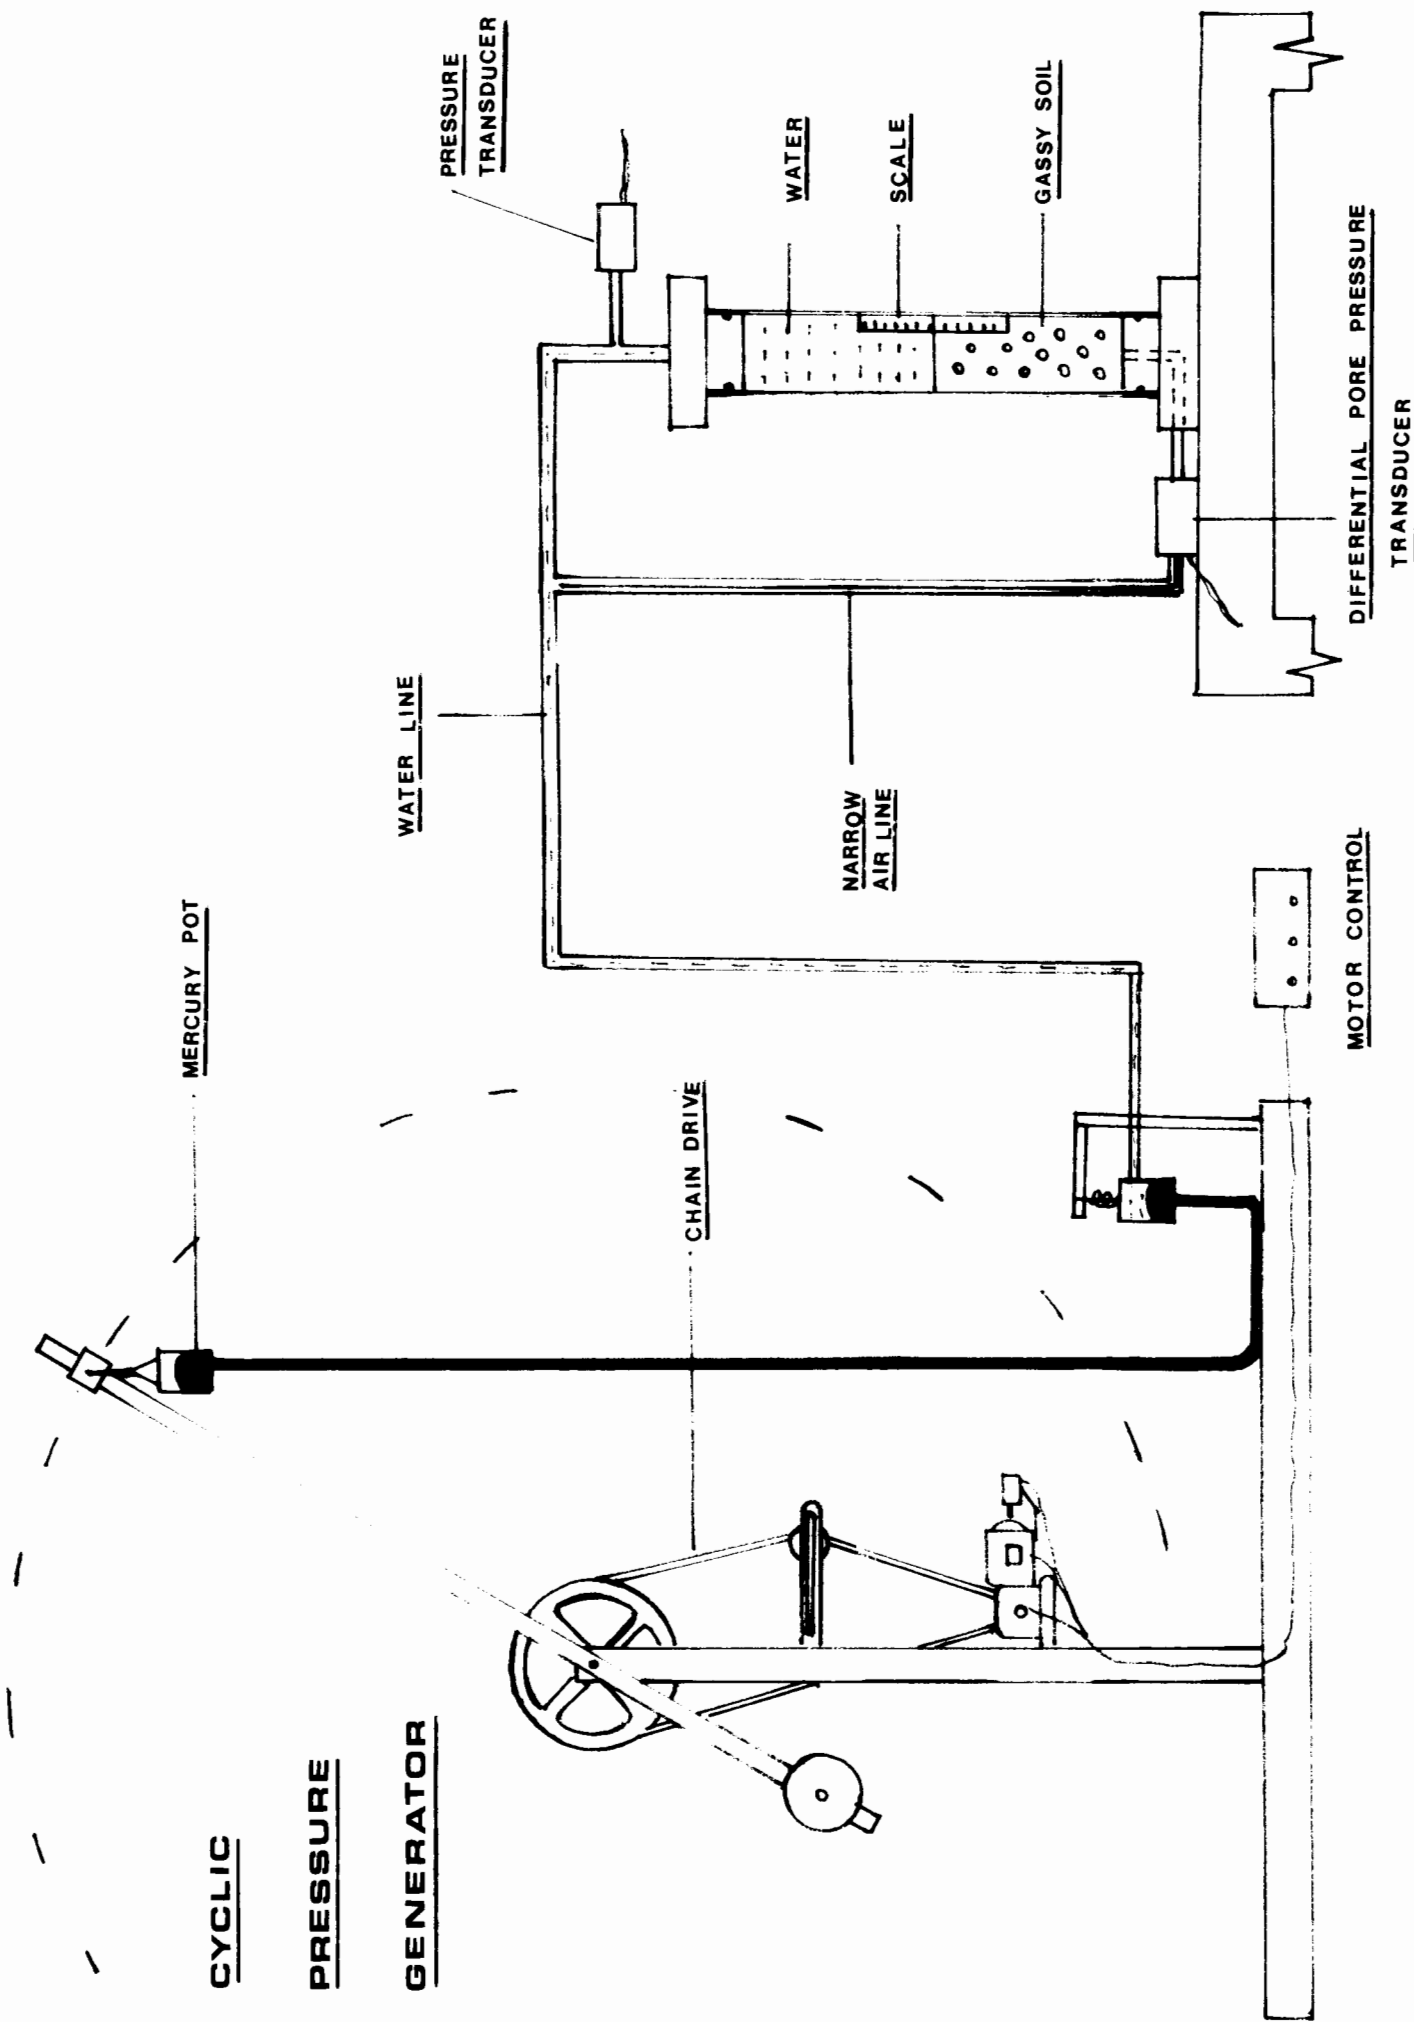 CYCLIC
PRESSURE
GENERATOR
MERCURY POT
CHAIN DRIVE
MOTOR CONTROL
WATER LINE
NARROW
AIR LINE
PRESSURE
TRANSDUCER
WATER
SCALE
GASSY SOIL
DIFFERENTIAL PORE PRESSURE
TRANSDUCER